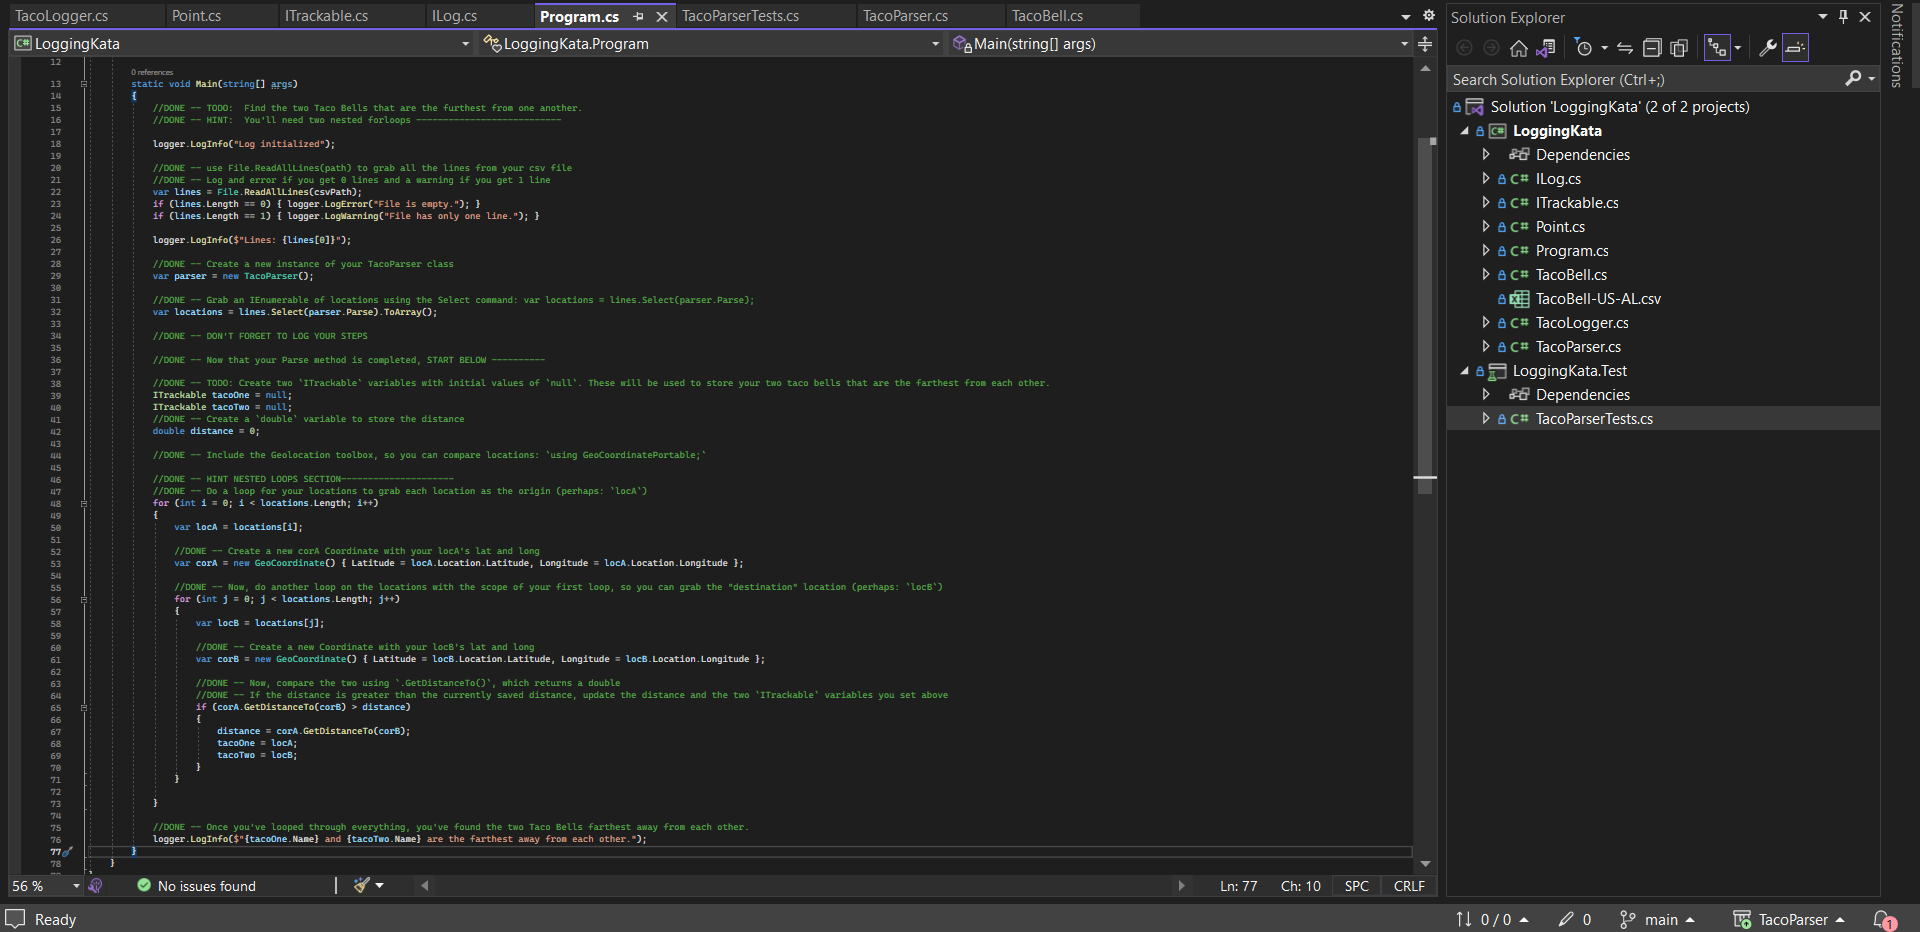 TacoLogger.cs Point.cs ITrackable.cs ILog.cs Program.cs TacoParserTests.cs TacoParser.cs TacoBell.cs
LoggingKata LoggingKata.Program Main(string[] args)
12
0 references
13 static void Main(string[] args)
14 {
15 //DONE -- TODO:  Find the two Taco Bells that are the furthest from one another.
16 //DONE -- HINT:  You'll need two nested forloops ---------------------------
17
18 logger.LogInfo("Log initialized");
19
20 //DONE -- use File.ReadAllLines(path) to grab all the lines from your csv file
21 //DONE -- Log and error if you get 0 lines and a warning if you get 1 line
22 var lines = File.ReadAllLines(csvPath);
23 if (lines.Length == 0) { logger.LogError("File is empty."); }
24 if (lines.Length == 1) { logger.LogWarning("File has only one line."); }
25
26 logger.LogInfo($"Lines: {lines[0]}");
27
28 //DONE -- Create a new instance of your TacoParser class
29 var parser = new TacoParser();
30
31 //DONE -- Grab an IEnumerable of locations using the Select command: var locations = lines.Select(parser.Parse);
32 var locations = lines.Select(parser.Parse).ToArray();
33
34 //DONE -- DON'T FORGET TO LOG YOUR STEPS
35
36 //DONE -- Now that your Parse method is completed, START BELOW ----------
37
38 //DONE -- TODO: Create two `ITrackable` variables with initial values of `null`. These will be used to store your two taco bells that are the farthest from each other.
39 ITrackable tacoOne = null;
40 ITrackable tacoTwo = null;
41 //DONE -- Create a `double` variable to store the distance
42 double distance = 0;
43
44 //DONE -- Include the Geolocation toolbox, so you can compare locations: `using GeoCoordinatePortable;`
45
46 //DONE -- HINT NESTED LOOPS SECTION---------------------
47 //DONE -- Do a loop for your locations to grab each location as the origin (perhaps: `locA`)
48 for (int i = 0; i < locations.Length; i++)
49 {
50 var locA = locations[i];
51
52 //DONE -- Create a new corA Coordinate with your locA's lat and long
53 var corA = new GeoCoordinate() { Latitude = locA.Location.Latitude, Longitude = locA.Location.Longitude };
54
55 //DONE -- Now, do another loop on the locations with the scope of your first loop, so you can grab the "destination" location (perhaps: `locB`)
56 for (int j = 0; j < locations.Length; j++)
57 {
58 var locB = locations[j];
59
60 //DONE -- Create a new Coordinate with your locB's lat and long
61 var corB = new GeoCoordinate() { Latitude = locB.Location.Latitude, Longitude = locB.Location.Longitude };
62
63 //DONE -- Now, compare the two using `.GetDistanceTo()`, which returns a double
64 //DONE -- If the distance is greater than the currently saved distance, update the distance and the two `ITrackable` variables you set above
65 if (corA.GetDistanceTo(corB) > distance)
66 {
67 distance = corA.GetDistanceTo(corB);
68 tacoOne = locA;
69 tacoTwo = locB;
70 }
71 }
72
73 }
74
75 //DONE -- Once you've looped through everything, you've found the two Taco Bells farthest away from each other.
76 logger.LogInfo($"{tacoOne.Name} and {tacoTwo.Name} are the farthest away from each other.");
77 }
78 }
56 % No issues found Ln: 77 Ch: 10 SPC CRLF
Solution Explorer
Search Solution Explorer (Ctrl+;)
Solution 'LoggingKata' (2 of 2 projects)
LoggingKata
Dependencies
ILog.cs
ITrackable.cs
Point.cs
Program.cs
TacoBell.cs
TacoBell-US-AL.csv
TacoLogger.cs
TacoParser.cs
LoggingKata.Test
Dependencies
TacoParserTests.cs
Notifications
Ready 0 / 0 0 main TacoParser 1